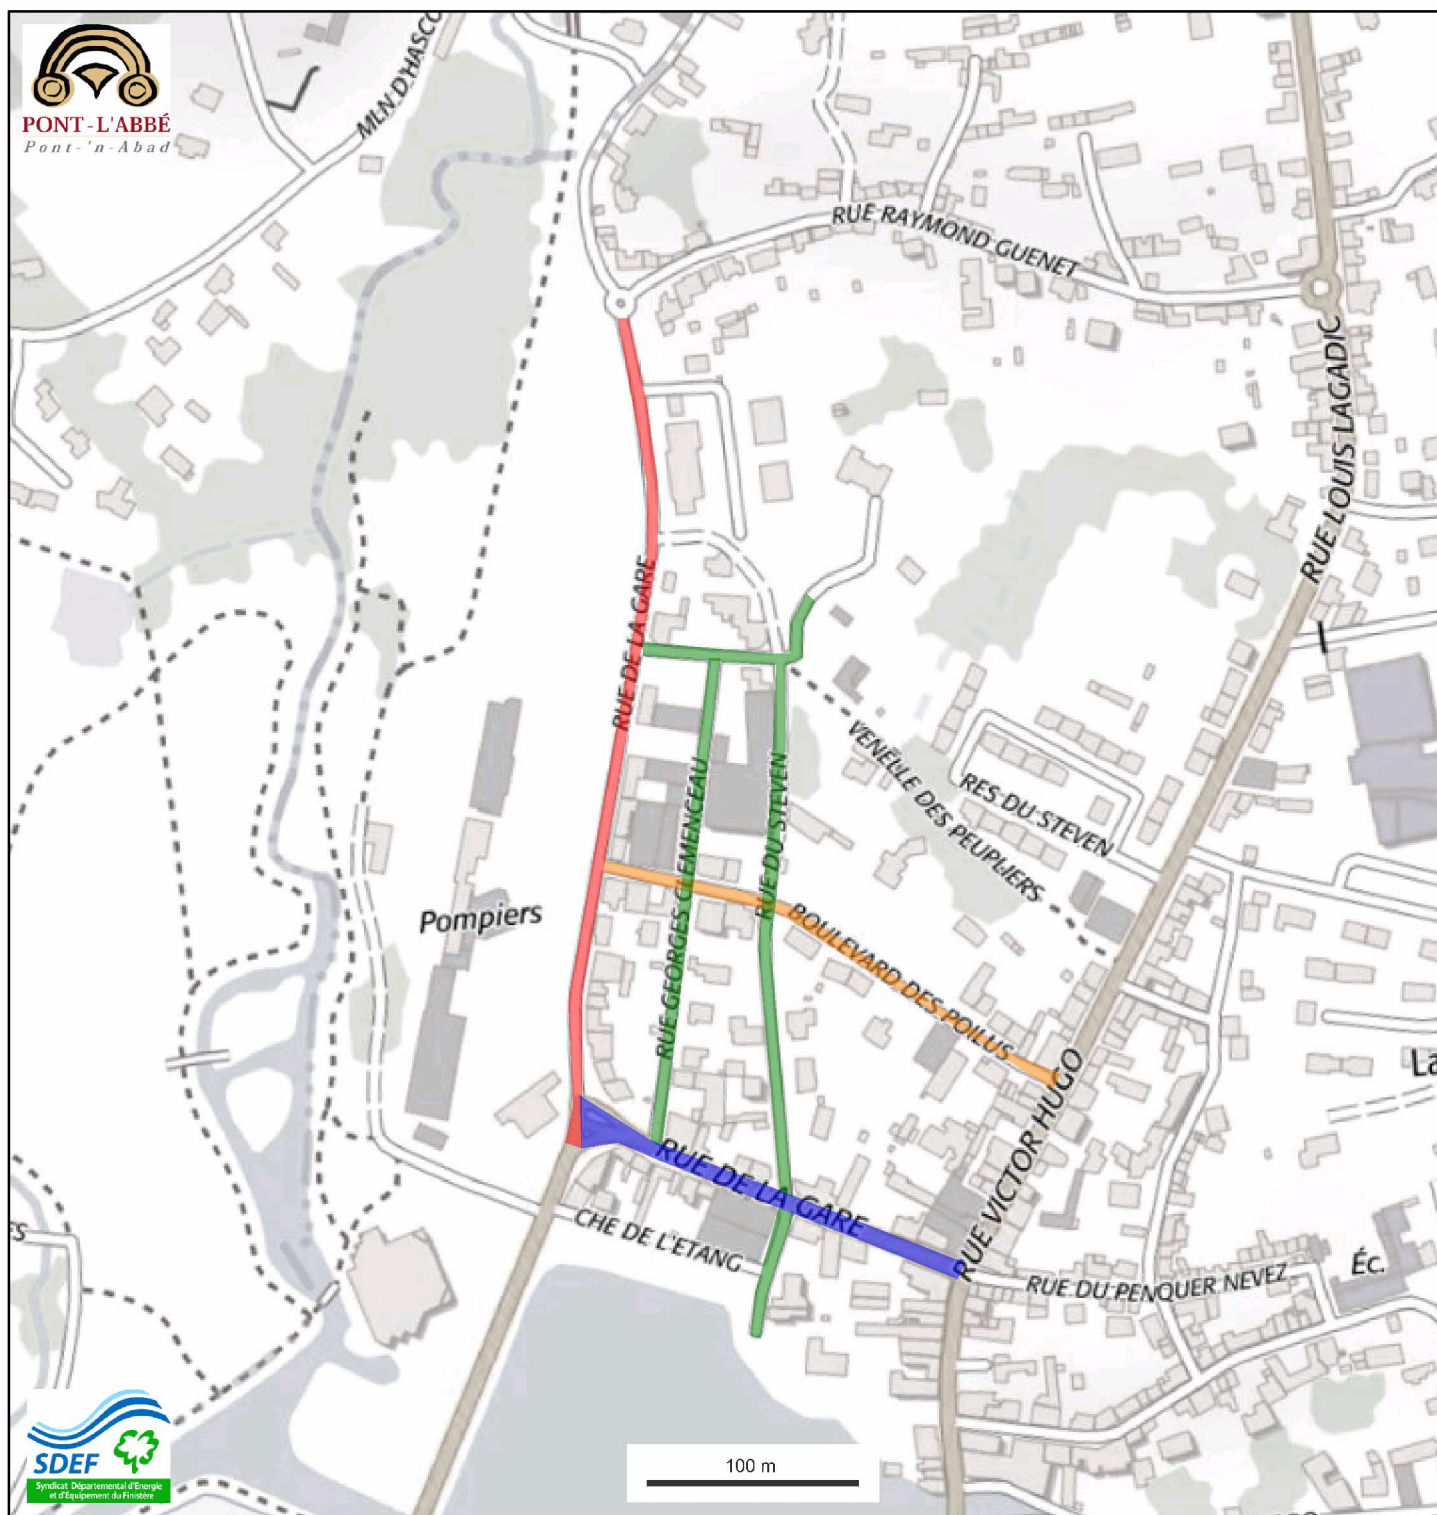 PONT-L'ABBÉ
Pont-'n-Abad
MLN D'HASCO
RUE RAYMOND GUENET
RUE LOUIS LAGADIC
RUE DE LA GARE
VENELLE DES PEUPLIERS
RES DU STEVEN
RUE GEORGES CLEMENCEAU
RUE DU STEVEN
Pompiers
BOULEVARD DES POILUS
La
RUE VICTOR HUGO
RUE DE LA GARE
CHE DE L'ETANG
RUE DU PENQUER NEVEZ
Éc.
ES
SDEF
Syndicat Départemental d'Energie
et d'Equipement du Finistère
100 m